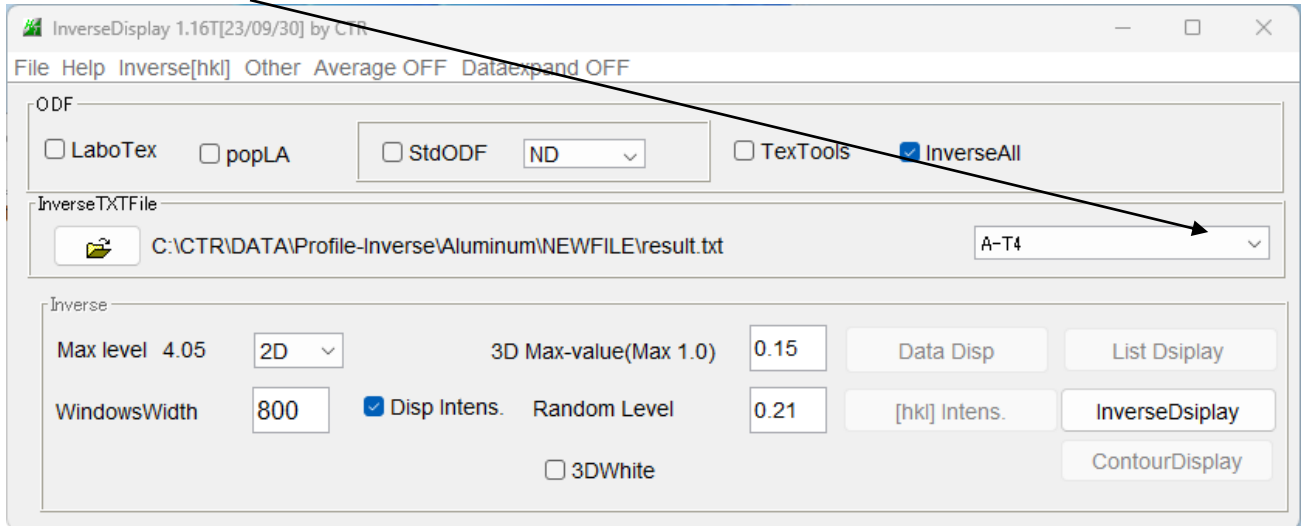 InverseDisplay 1.16T[23/09/30] by CTR
File Help Inverse[hkl] Other Average OFF Dataexpand OFF
ODF
LaboTex popLA StdODF ND TexTools InverseAll
InverseTXTFile
C:\CTR\DATA\Profile-Inverse\Aluminum\NEWFILE\result.txt A-T4
Inverse
Max level 4.05 2D 3D Max-value(Max 1.0) 0.15 Data Disp List Dsiplay
WindowsWidth 800 Disp Intens. Random Level 0.21 [hkl] Intens. InverseDsiplay
3DWhite ContourDisplay